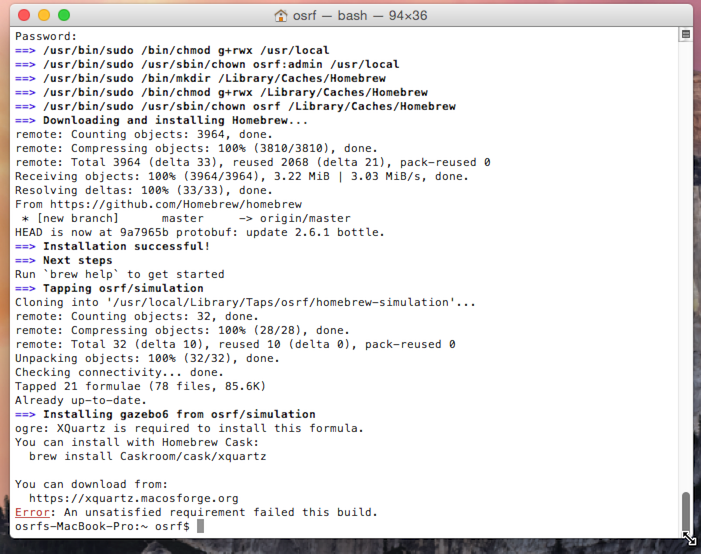 osrf — bash — 94×36
Password:
==> /usr/bin/sudo /bin/chmod g+rwx /usr/local
==> /usr/bin/sudo /usr/sbin/chown osrf:admin /usr/local
==> /usr/bin/sudo /bin/mkdir /Library/Caches/Homebrew
==> /usr/bin/sudo /bin/chmod g+rwx /Library/Caches/Homebrew
==> /usr/bin/sudo /usr/sbin/chown osrf /Library/Caches/Homebrew
==> Downloading and installing Homebrew...
remote: Counting objects: 3964, done.
remote: Compressing objects: 100% (3810/3810), done.
remote: Total 3964 (delta 33), reused 2068 (delta 21), pack-reused 0
Receiving objects: 100% (3964/3964), 3.22 MiB | 3.03 MiB/s, done.
Resolving deltas: 100% (33/33), done.
From https://github.com/Homebrew/homebrew
 * [new branch]      master     -> origin/master
HEAD is now at 9a7965b protobuf: update 2.6.1 bottle.
==> Installation successful!
==> Next steps
Run `brew help` to get started
==> Tapping osrf/simulation
Cloning into '/usr/local/Library/Taps/osrf/homebrew-simulation'...
remote: Counting objects: 32, done.
remote: Compressing objects: 100% (28/28), done.
remote: Total 32 (delta 10), reused 10 (delta 0), pack-reused 0
Unpacking objects: 100% (32/32), done.
Checking connectivity... done.
Tapped 21 formulae (78 files, 85.6K)
Already up-to-date.
==> Installing gazebo6 from osrf/simulation
ogre: XQuartz is required to install this formula.
You can install with Homebrew Cask:
  brew install Caskroom/cask/xquartz

You can download from:
  https://xquartz.macosforge.org
Error: An unsatisfied requirement failed this build.
osrfs-MacBook-Pro:~ osrf$